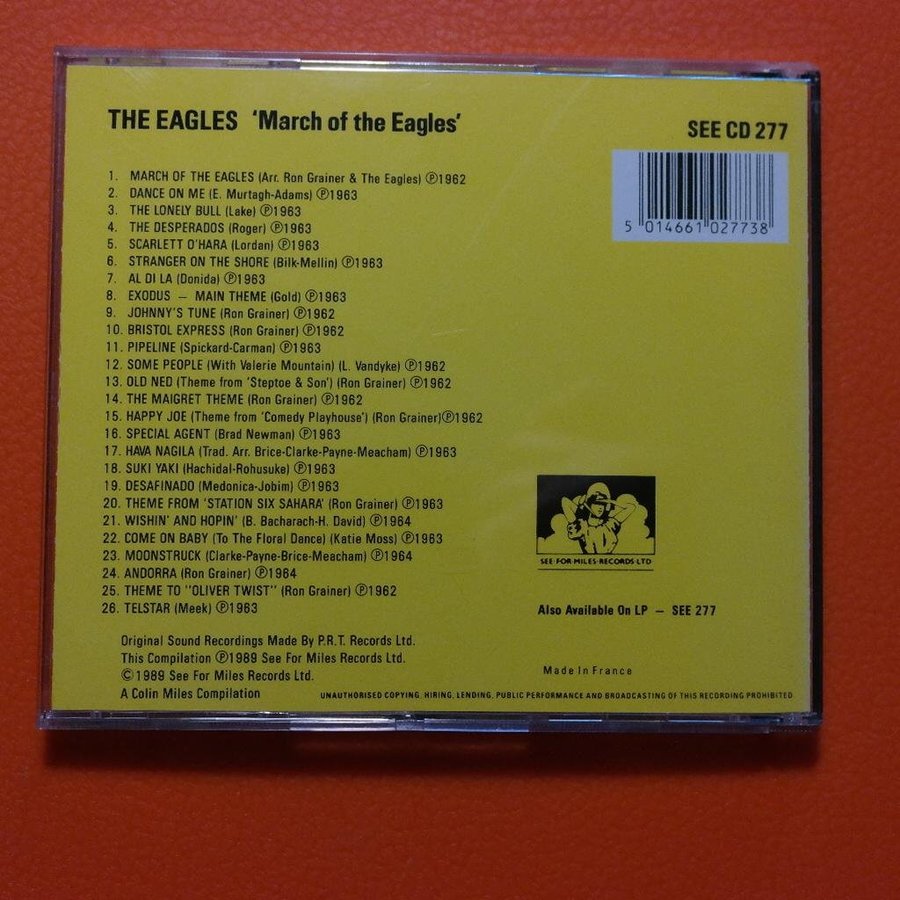 THE EAGLES 'March of the Eagles'
SEE CD 277
5 014661 027738
1. MARCH OF THE EAGLES (Arr. Ron Grainer & The Eagles) ℗1962
2. DANCE ON ME (E. Murtagh-Adams) ℗1963
3. THE LONELY BULL (Lake) ℗1963
4. THE DESPERADOS (Roger) ℗1963
5. SCARLETT O'HARA (Lordan) ℗1963
6. STRANGER ON THE SHORE (Bilk-Mellin) ℗1963
7. AL DI LA (Donida) ℗1963
8. EXODUS – MAIN THEME (Gold) ℗1963
9. JOHNNY'S TUNE (Ron Grainer) ℗1962
10. BRISTOL EXPRESS (Ron Grainer) ℗1962
11. PIPELINE (Spickard-Carman) ℗1963
12. SOME PEOPLE (With Valerie Mountain) (L. Vandyke) ℗1962
13. OLD NED (Theme from 'Steptoe & Son') (Ron Grainer) ℗1962
14. THE MAIGRET THEME (Ron Grainer) ℗1962
15. HAPPY JOE (Theme from 'Comedy Playhouse') (Ron Grainer)℗1962
16. SPECIAL AGENT (Brad Newman) ℗1963
17. HAVA NAGILA (Trad. Arr. Brice-Clarke-Payne-Meacham) ℗1963
18. SUKI YAKI (Hachidal-Rohusuke) ℗1963
19. DESAFINADO (Medonica-Jobim) ℗1963
20. THEME FROM 'STATION SIX SAHARA' (Ron Grainer) ℗1963
21. WISHIN' AND HOPIN' (B. Bacharach-H. David) ℗1964
22. COME ON BABY (To The Floral Dance) (Katie Moss) ℗1963
23. MOONSTRUCK (Clarke-Payne-Brice-Meacham) ℗1964
24. ANDORRA (Ron Grainer) ℗1964
25. THEME TO "OLIVER TWIST" (Ron Grainer) ℗1962
26. TELSTAR (Meek) ℗1963
SEE·FOR·MILES·RECORDS·LTD
Also Available On LP – SEE 277
Original Sound Recordings Made By P.R.T. Records Ltd.
This Compilation ℗1989 See For Miles Records Ltd.
©1989 See For Miles Records Ltd.
A Colin Miles Compilation
Made In France
UNAUTHORISED COPYING, HIRING, LENDING, PUBLIC PERFORMANCE AND BROADCASTING OF THIS RECORDING PROHIBITED